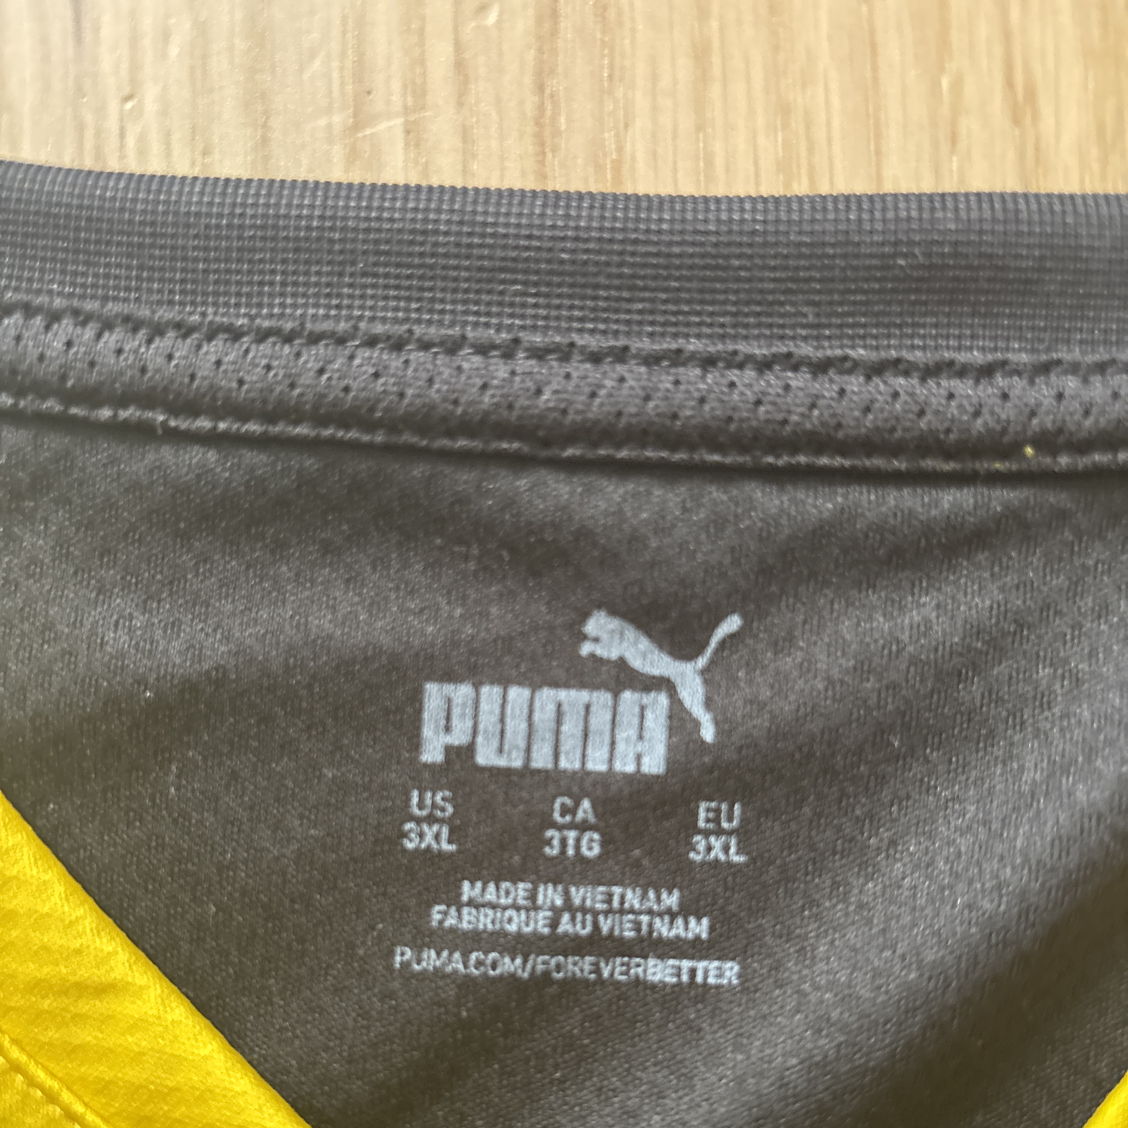 PUMA
US CA EU
3XL 3TG 3XL
MADE IN VIETNAM
FABRIQUE AU VIETNAM
PUMA.COM/FOREVERBETTER